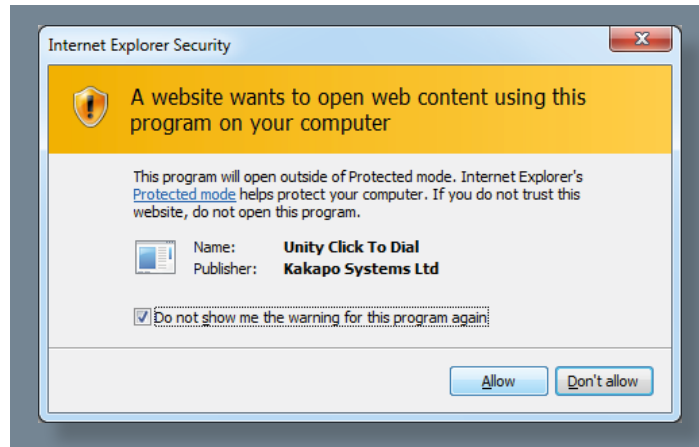 Internet Explorer Security
A website wants to open web content using this
program on your computer
This program will open outside of Protected mode. Internet Explorer's
Protected mode helps protect your computer. If you do not trust this
website, do not open this program.
Name: Unity Click To Dial
Publisher: Kakapo Systems Ltd
Do not show me the warning for this program again
Allow Don't allow